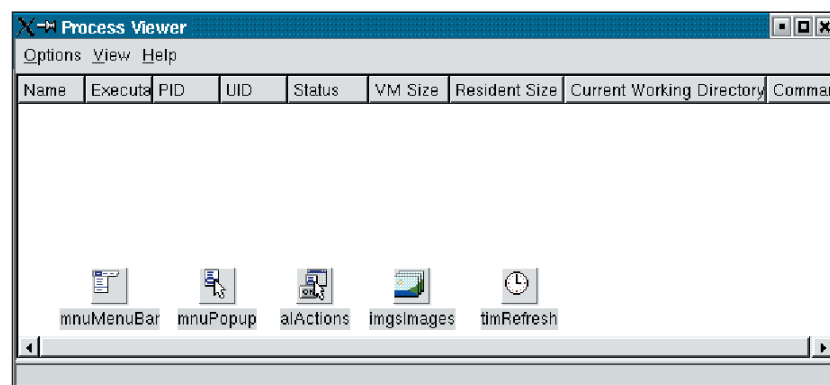 Process Viewer
Options View Help
Name Executa PID UID Status VM Size Resident Size Current Working Directory Comma
mnuMenuBar mnuPopup alActions imgsImages timRefresh